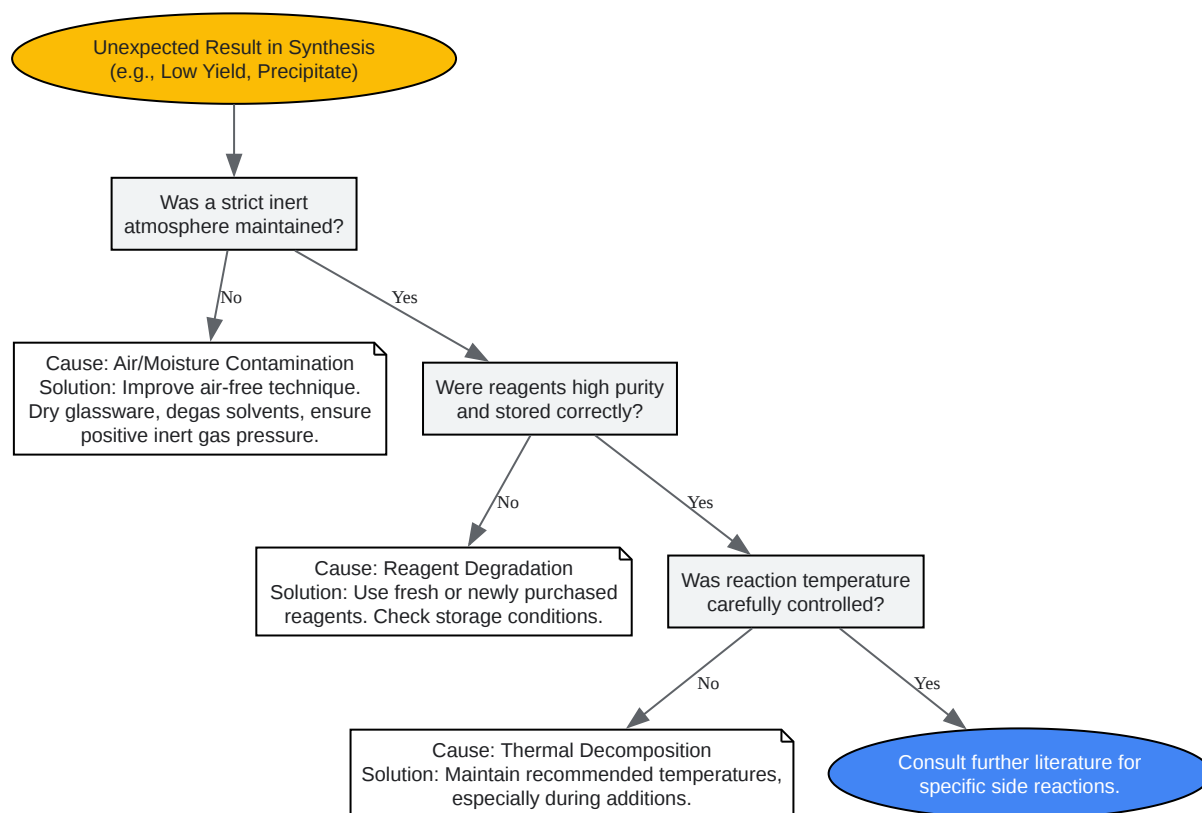 Unexpected Result in Synthesis
(e.g., Low Yield, Precipitate)
Was a strict inert
atmosphere maintained?
No
Yes
Cause: Air/Moisture Contamination
Solution: Improve air-free technique.
Dry glassware, degas solvents, ensure
positive inert gas pressure.
Were reagents high purity
and stored correctly?
No
Yes
Cause: Reagent Degradation
Solution: Use fresh or newly purchased
reagents. Check storage conditions.
Was reaction temperature
carefully controlled?
No
Yes
Cause: Thermal Decomposition
Solution: Maintain recommended temperatures,
especially during additions.
Consult further literature for
specific side reactions.